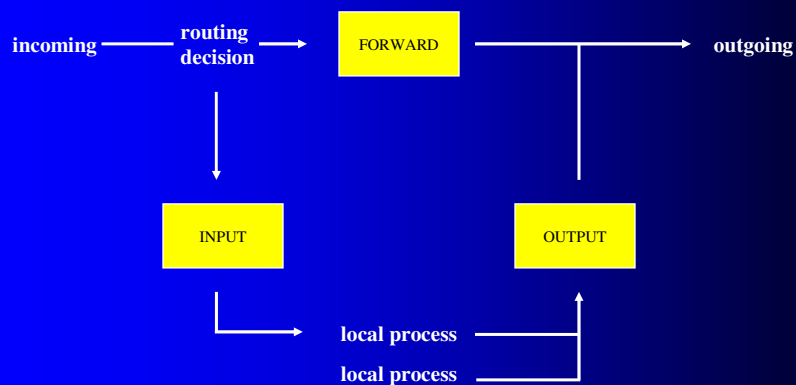 incoming
routing
decision
FORWARD
outgoing
INPUT
OUTPUT
local process
local process